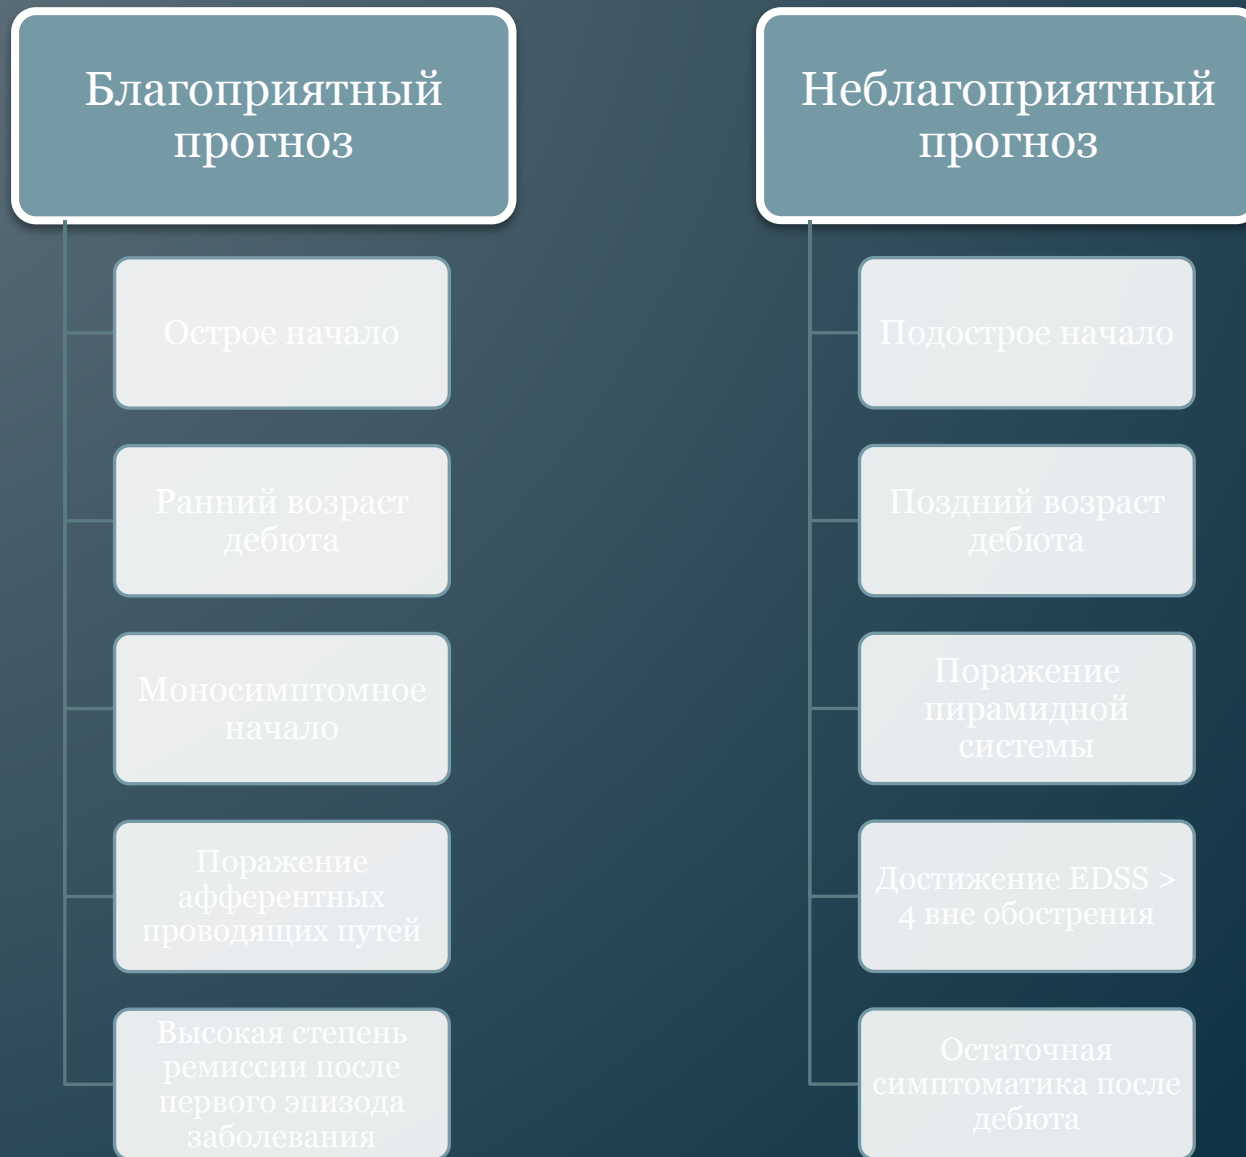 Благоприятный
прогноз
Острое начало
Ранний возраст
дебюта
Моносимптомное
начало
Поражение
афферентных
проводящих путей
Высокая степень
ремиссии после
первого эпизода
заболевания
Неблагоприятный
прогноз
Подострое начало
Поздний возраст
дебюта
Поражение
пирамидной
системы
Достижение EDSS >
4 вне обострения
Остаточная
симптоматика после
дебюта